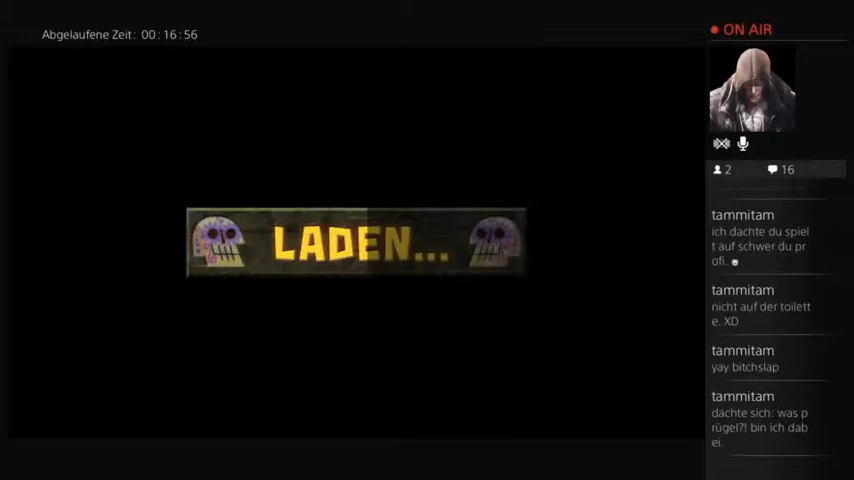 Abgelaufene Zeit: 00:16:56
ON AIR
2
16
LADEN...
tammitam
ich dachte du spiel
t auf schwer du pr
ofi.
tammitam
nicht auf der toilett
e. XD
tammitam
yay bitchslap
tammitam
dachte sich: was p
rügel?! bin ich dab
ei.